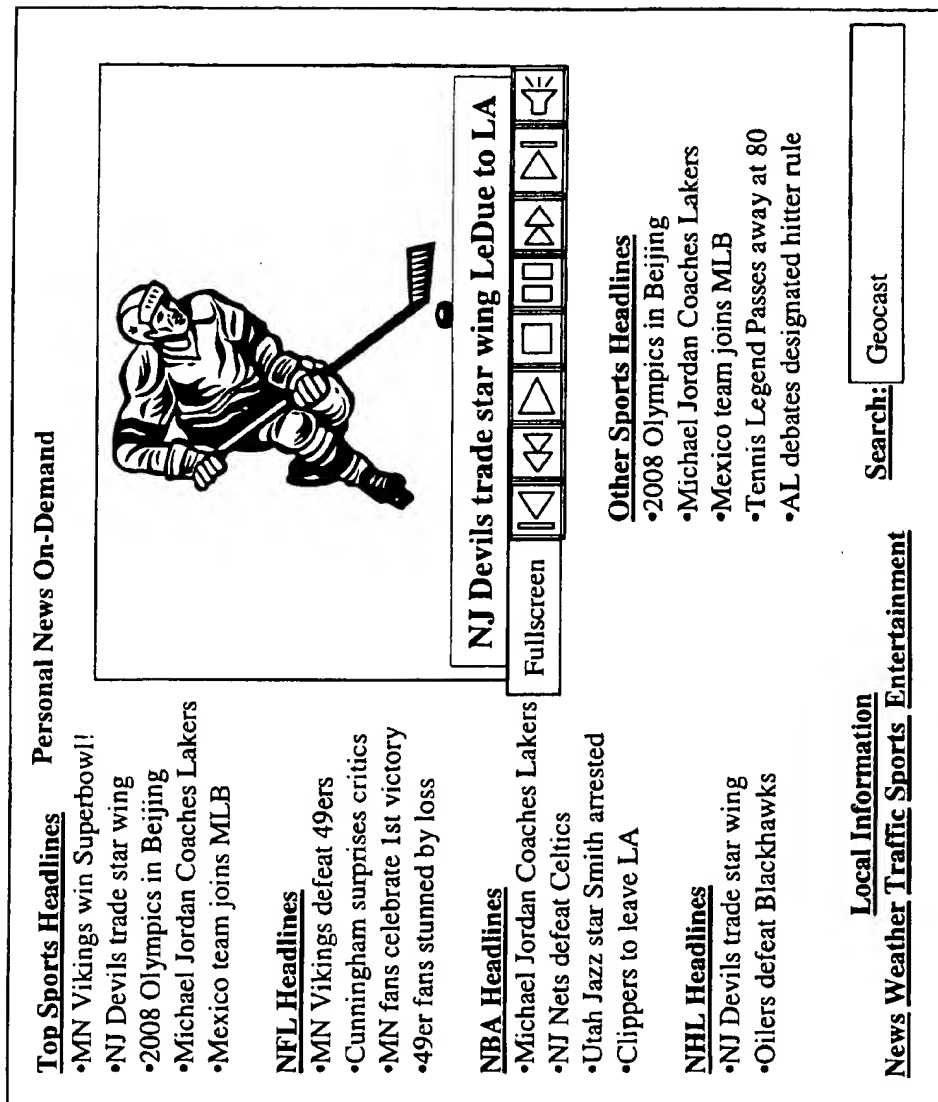 Personal News On-Demand
Top Sports Headlines
•MN Vikings win Superbowl!
•NJ Devils trade star wing
•2008 Olympics in Beijing
•Michael Jordan Coaches Lakers
•Mexico team joins MLB
NFL Headlines
•MN Vikings defeat 49ers
•Cunningham surprises critics
•MN fans celebrate 1st victory
•49er fans stunned by loss
NBA Headlines
•Michael Jordan Coaches Lakers
•NJ Nets defeat Celtics
•Utah Jazz star Smith arrested
•Clippers to leave LA
NHL Headlines
•NJ Devils trade star wing
•Oilers defeat Blackhawks
NJ Devils trade star wing LeDue to LA
Fullscreen
Other Sports Headlines
•2008 Olympics in Beijing
•Michael Jordan Coaches Lakers
•Mexico team joins MLB
•Tennis Legend Passes away at 80
•AL debates designated hitter rule
Local Information
News Weather Traffic Sports Entertainment
Search: Geocast